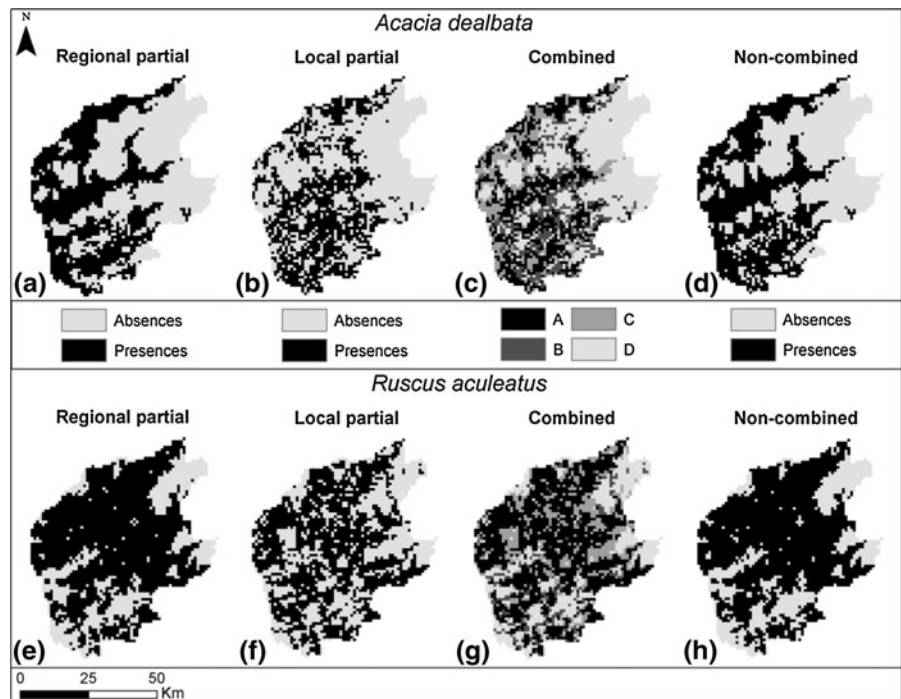 N
Acacia dealbata
Regional partial Local partial Combined Non-combined
(a) (b) (c) (d)
Absences Absences A C Absences
Presences Presences B D Presences
Ruscus aculeatus
Regional partial Local partial Combined Non-combined
(e) (f) (g) (h)
0 25 50
Km